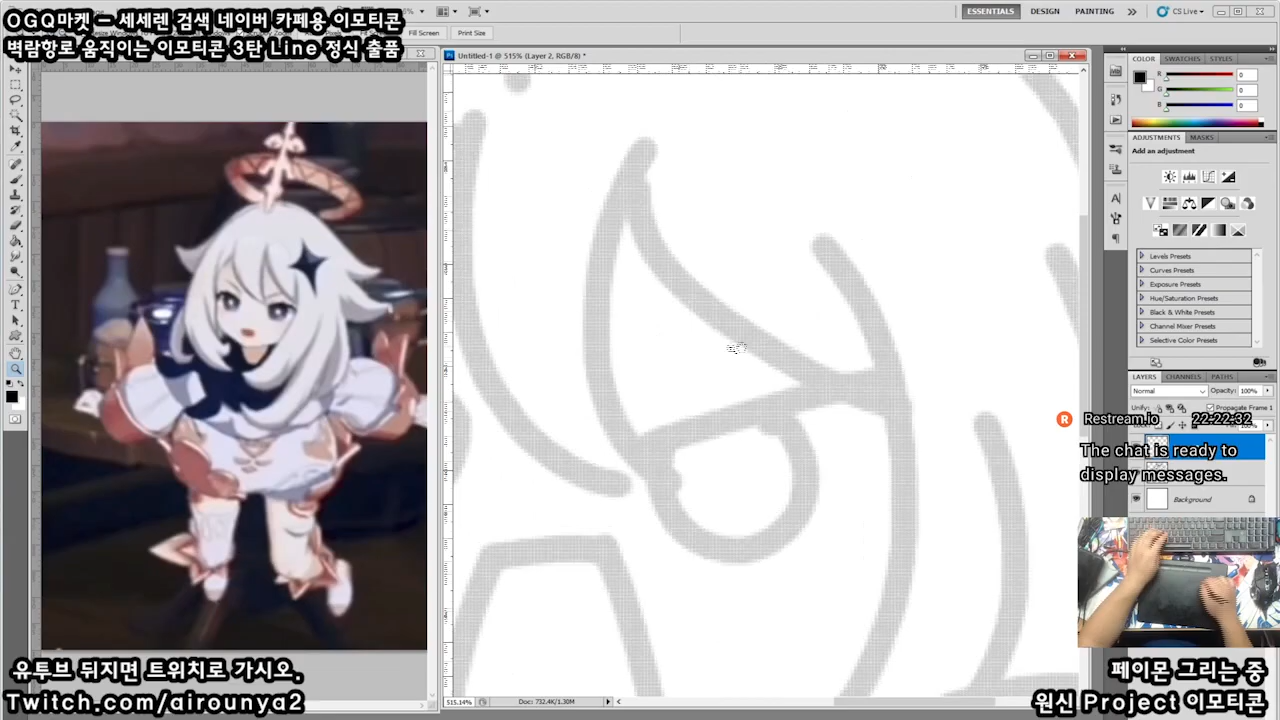 OGQ마켓 - 세세렌 검색 네이버 카페용 이모티콘
벽람항로 움직이는 이모티콘 3탄 Line 정식 출품
Fill Screen
Print Size
ESSENTIALS
DESIGN
PAINTING
CS Live
Untitled-1 @ 515% (Layer 2, RGB/8) *
COLOR
SWATCHES
STYLES
R 0
G 0
B 0
ADJUSTMENTS
MASKS
Add an adjustment
Levels Presets
Curves Presets
Exposure Presets
Hue/Saturation Presets
Black & White Presets
Channel Mixer Presets
Selective Color Presets
LAYERS
CHANNELS
PATHS
Normal
Opacity: 100%
Unify:
Propagate Frame 1
Restream.io 22:22:32
The chat is ready to
display messages.
Background
515.14%
Doc: 732.4K/1.30M
유투브 뒤지면 트위치로 가시오.
Twitch.com/airounya2
페이몬 그리는 중
원신 Project 이모티콘